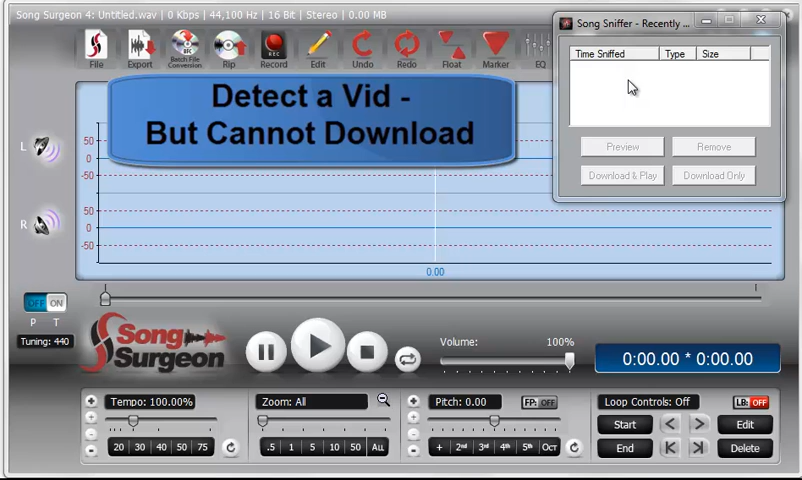 Song Surgeon 4: Untitled.wav | 0 Kbps | 44,100 Hz | 16 Bit | Stereo | 0.00 MB
Song Sniffer - Recently ...
Time Sniffed Type Size
Preview Remove
Download & Play Download Only
File Export Batch File Conversion Rip Record Edit Undo Redo Float Marker EQ
Detect a Vid -
But Cannot Download
L
50
0
-50
R
50
0
-50
0.00
OFF ON
P T
Tuning: 440
Song
Surgeon
Volume: 100%
0:00.00 * 0:00.00
Tempo: 100.00%
20 30 40 50 75
Zoom: All
.5 1 5 10 50 ALL
Pitch: 0.00 FP: OFF
+ 2nd 3rd 4th 5th Oct
Loop Controls: Off LB: OFF
Start < > Edit
End Delete